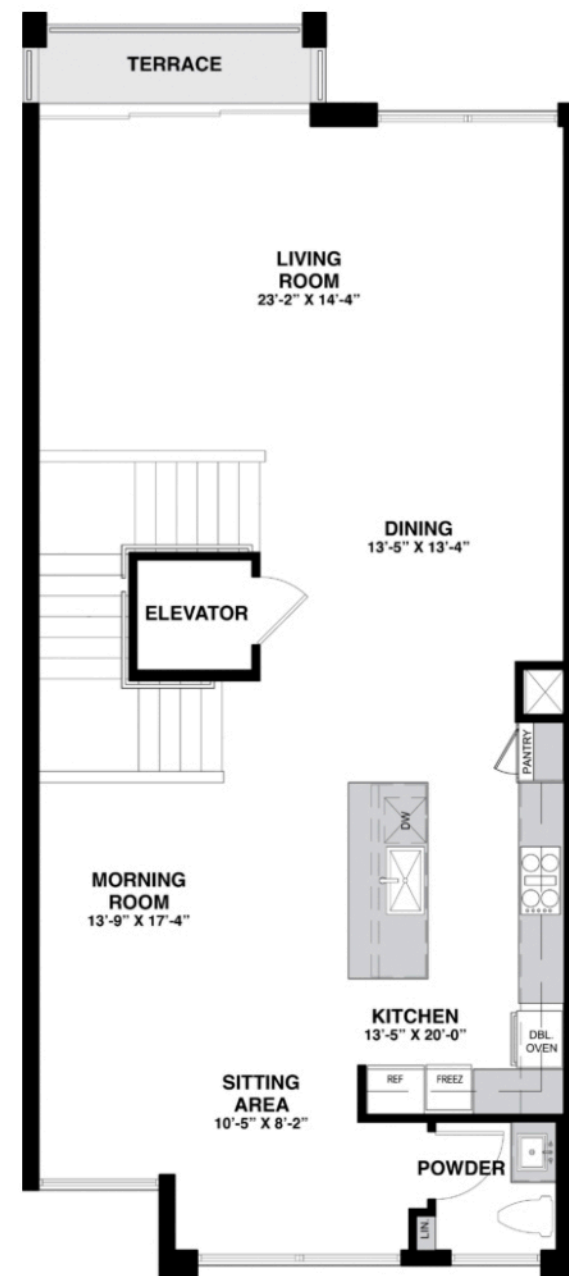 TERRACE
LIVING
ROOM
23’-2” X 14’-4”
DINING
13’-5” X 13’-4”
ELEVATOR
PANTRY
DW
MORNING
ROOM
13’-9” X 17’-4”
KITCHEN
13’-5” X 20’-0”
DBL.
OVEN
REF
FREEZ
SITTING
AREA
10’-5” X 8’-2”
POWDER
LIN.